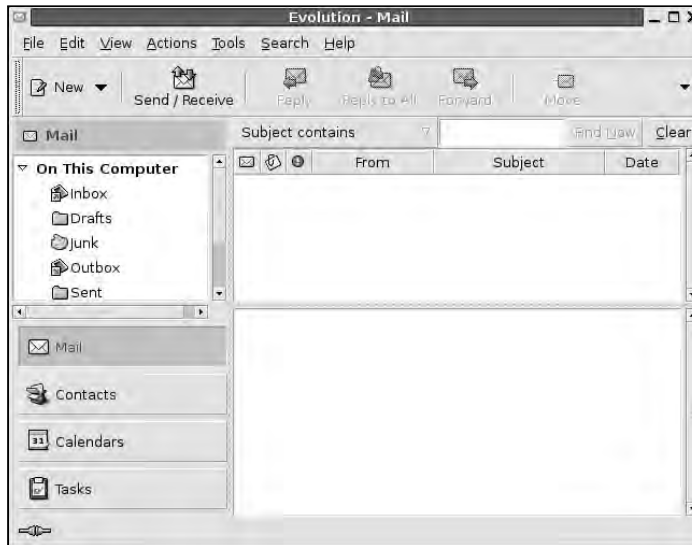 Evolution - Mail
File Edit View Actions Tools Search Help
New Send / Receive Reply Reply to All Forward Move
Mail Subject contains Find Now Clear
On This Computer From Subject Date
Inbox
Drafts
Junk
Outbox
Sent
Mail
Contacts
31 Calendars
Tasks